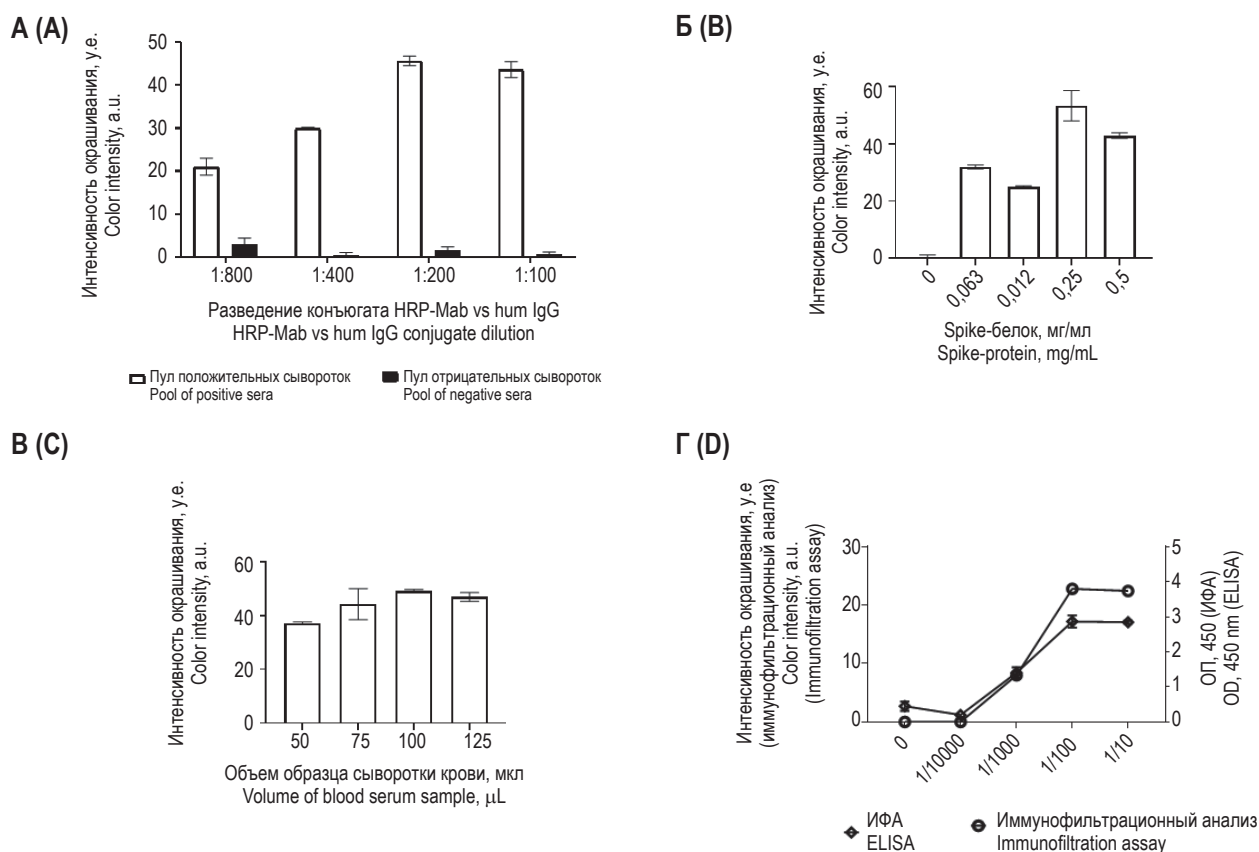 А (A)
Интенсивность окрашивания, у.е.
Color intensity, a.u.
50
40
30
20
10
0
1:800
1:400
1:200
1:100
Разведение конъюгата HRP-Mab vs hum IgG
HRP-Mab vs hum IgG conjugate dilution
Пул положительных сывороток
Pool of positive sera
Пул отрицательных сывороток
Pool of negative sera
Б (B)
Интенсивность окрашивания, у.е.
Color intensity, a.u.
60
40
20
0
0
0,063
0,012
0,25
0,5
Spike-белок, мг/мл
Spike-protein, mg/mL
В (C)
Интенсивность окрашивания, у.е.
Color intensity, a.u.
60
40
20
0
50
75
100
125
Объем образца сыворотки крови, мкл
Volume of blood serum sample, µL
Г (D)
Интенсивность окрашивания, у.е
(иммунофильтрационный анализ)
Color intensity, a.u.
(Immunofiltration assay)
30
20
10
0
5
4
3
2
1
0
ОП, 450 (ИФА)
OD, 450 nm (ELISA)
0
1/10000
1/1000
1/100
1/10
ИФА
ELISA
Иммунофильтрационный анализ
Immunofiltration assay